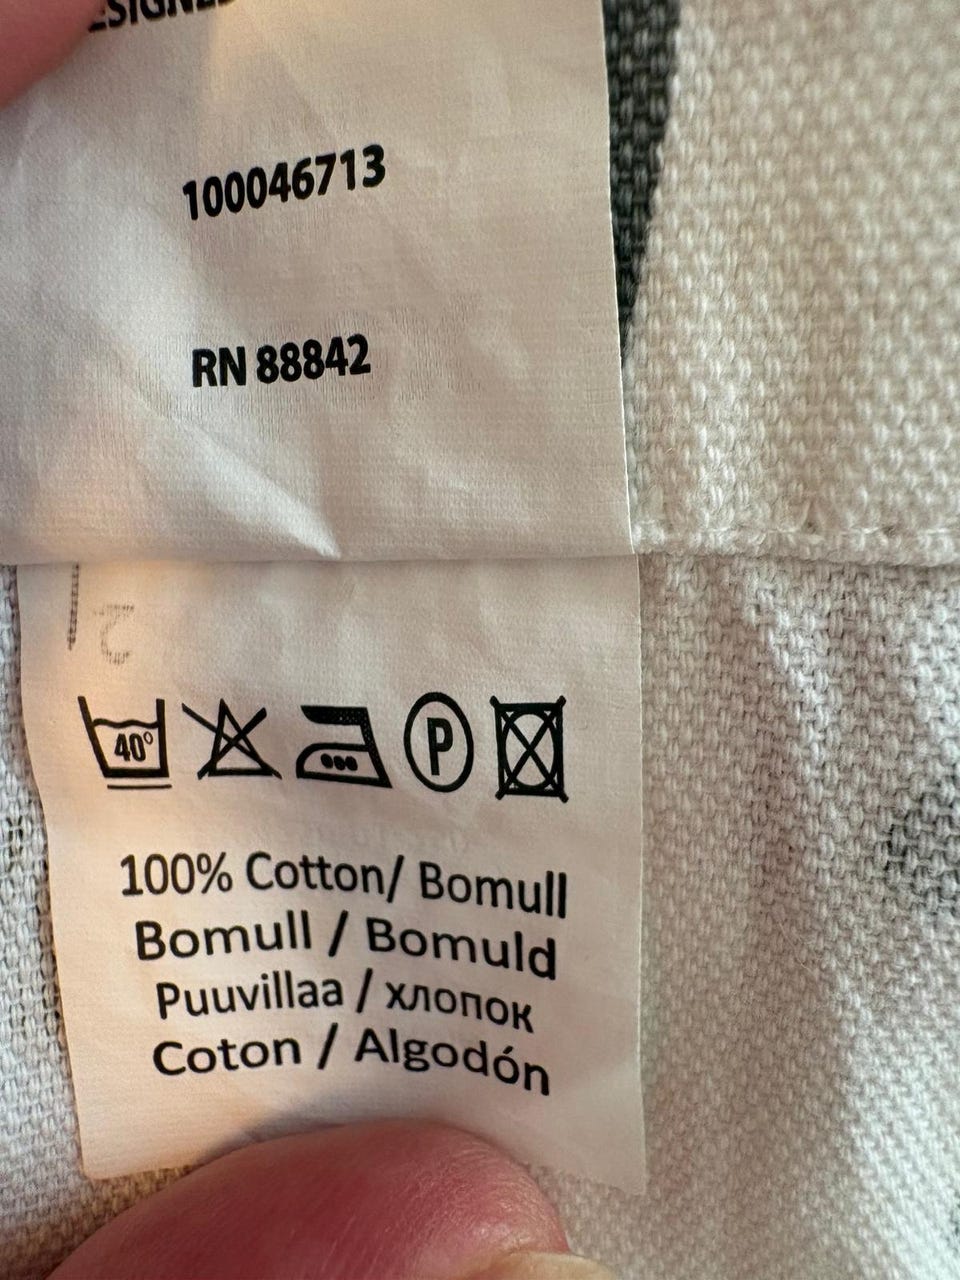 100046713
RN 88842
40°
P
100% Cotton/ Bomull
Bomull / Bomuld
Puuvillaa / хлопок
Coton / Algodón